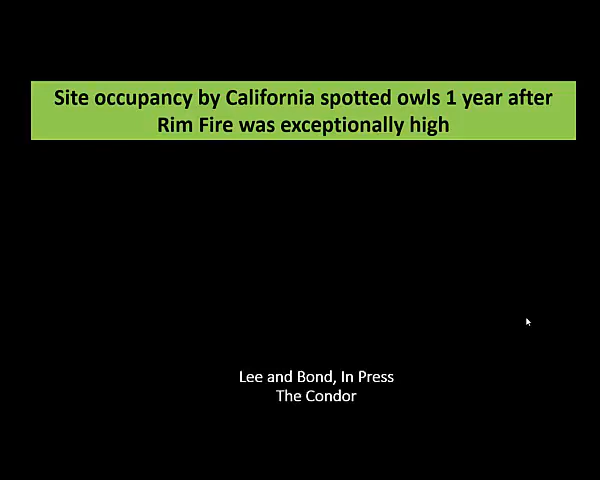 Site occupancy by California spotted owls 1 year after
Rim Fire was exceptionally high
Lee and Bond, In Press
The Condor